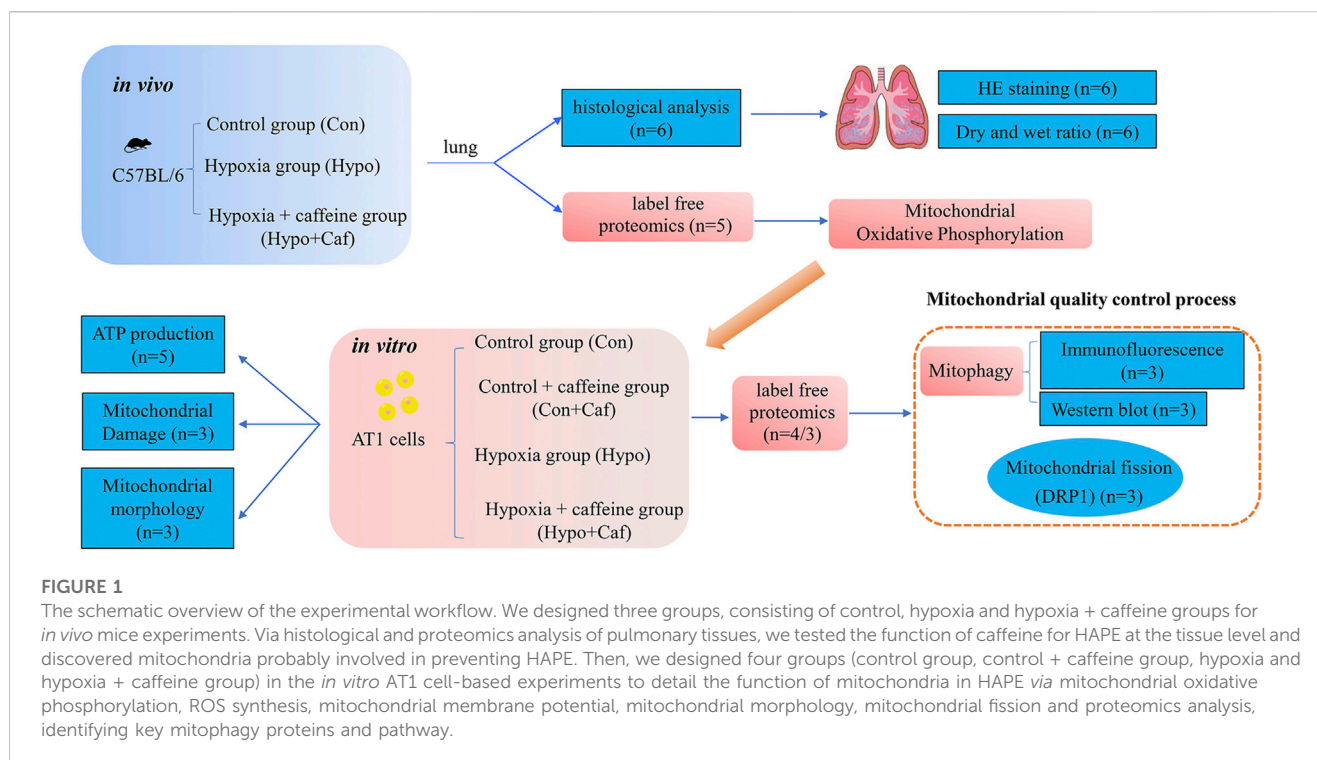 in vivo
C57BL/6
Control group (Con)
Hypoxia group (Hypo)
Hypoxia + caffeine group
(Hypo+Caf)
lung
histological analysis
(n=6)
HE staining (n=6)
Dry and wet ratio (n=6)
label free
proteomics (n=5)
Mitochondrial
Oxidative Phosphorylation
ATP production
(n=5)
Mitochondrial
Damage (n=3)
Mitochondrial
morphology
(n=3)
in vitro
AT1 cells
Control group (Con)
Control + caffeine group
(Con+Caf)
Hypoxia group (Hypo)
Hypoxia + caffeine group
(Hypo+Caf)
label free
proteomics
(n=4/3)
Mitochondrial quality control process
Mitophagy
Immunofluorescence
(n=3)
Western blot (n=3)
Mitochondrial fission
(DRP1) (n=3)
FIGURE 1
The schematic overview of the experimental workflow. We designed three groups, consisting of control, hypoxia and hypoxia + caffeine groups for
in vivo mice experiments. Via histological and proteomics analysis of pulmonary tissues, we tested the function of caffeine for HAPE at the tissue level and
discovered mitochondria probably involved in preventing HAPE. Then, we designed four groups (control group, control + caffeine group, hypoxia and
hypoxia + caffeine group) in the in vitro AT1 cell-based experiments to detail the function of mitochondria in HAPE via mitochondrial oxidative
phosphorylation, ROS synthesis, mitochondrial membrane potential, mitochondrial morphology, mitochondrial fission and proteomics analysis,
identifying key mitophagy proteins and pathway.